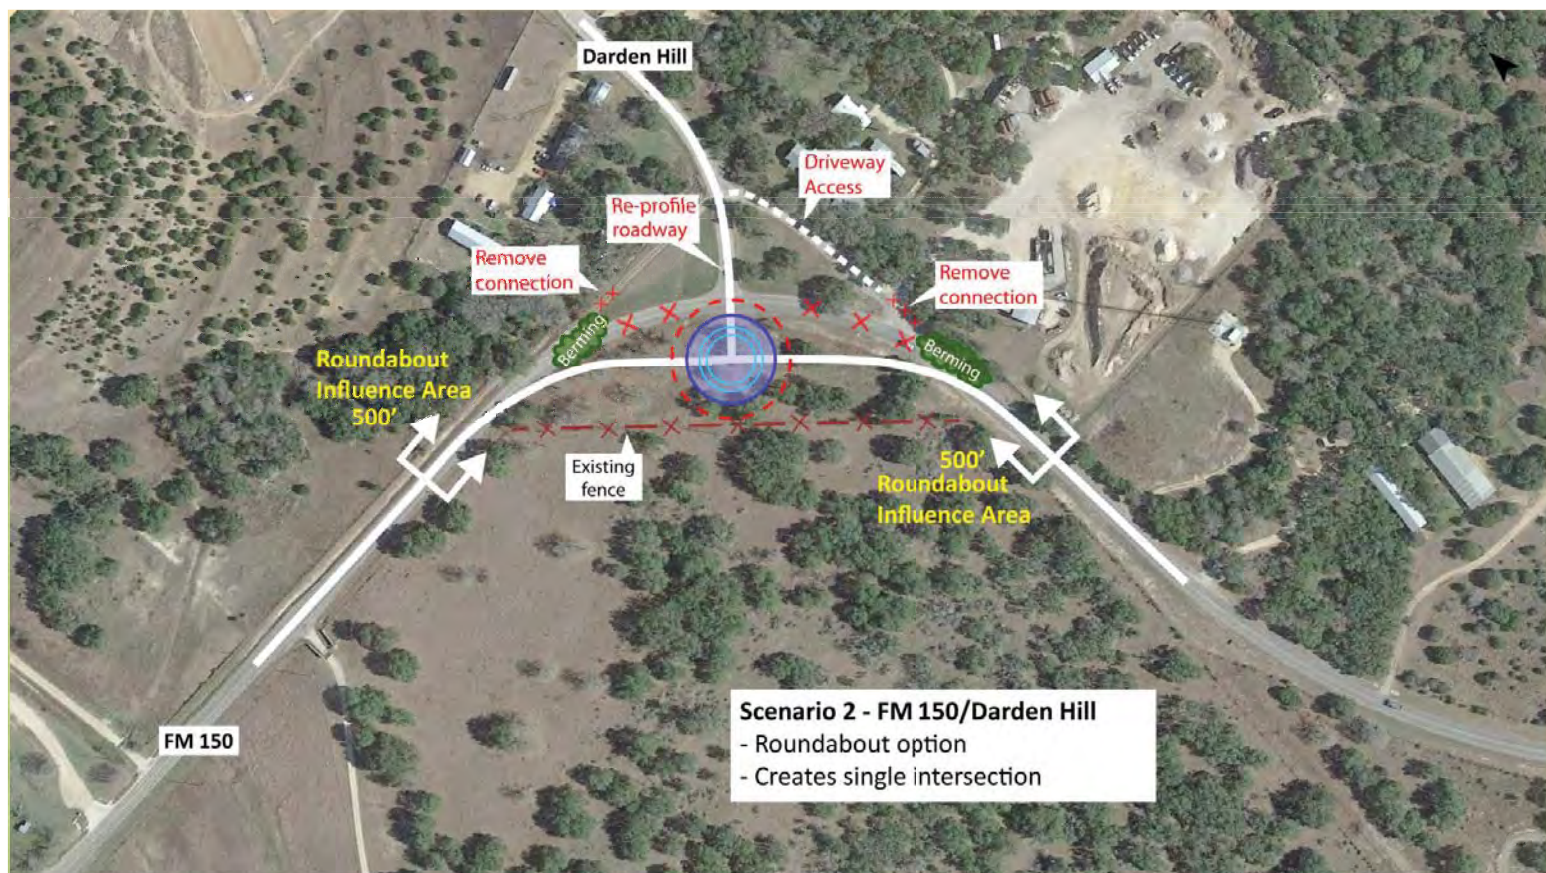 Darden Hill
Driveway
Access
Re-profile
roadway
Remove
connection
Remove
connection
Berming
Berming
Roundabout
Influence Area
500'
500'
Roundabout
Influence Area
Existing
fence
Scenario 2 - FM 150/Darden Hill
- Roundabout option
- Creates single intersection
FM 150